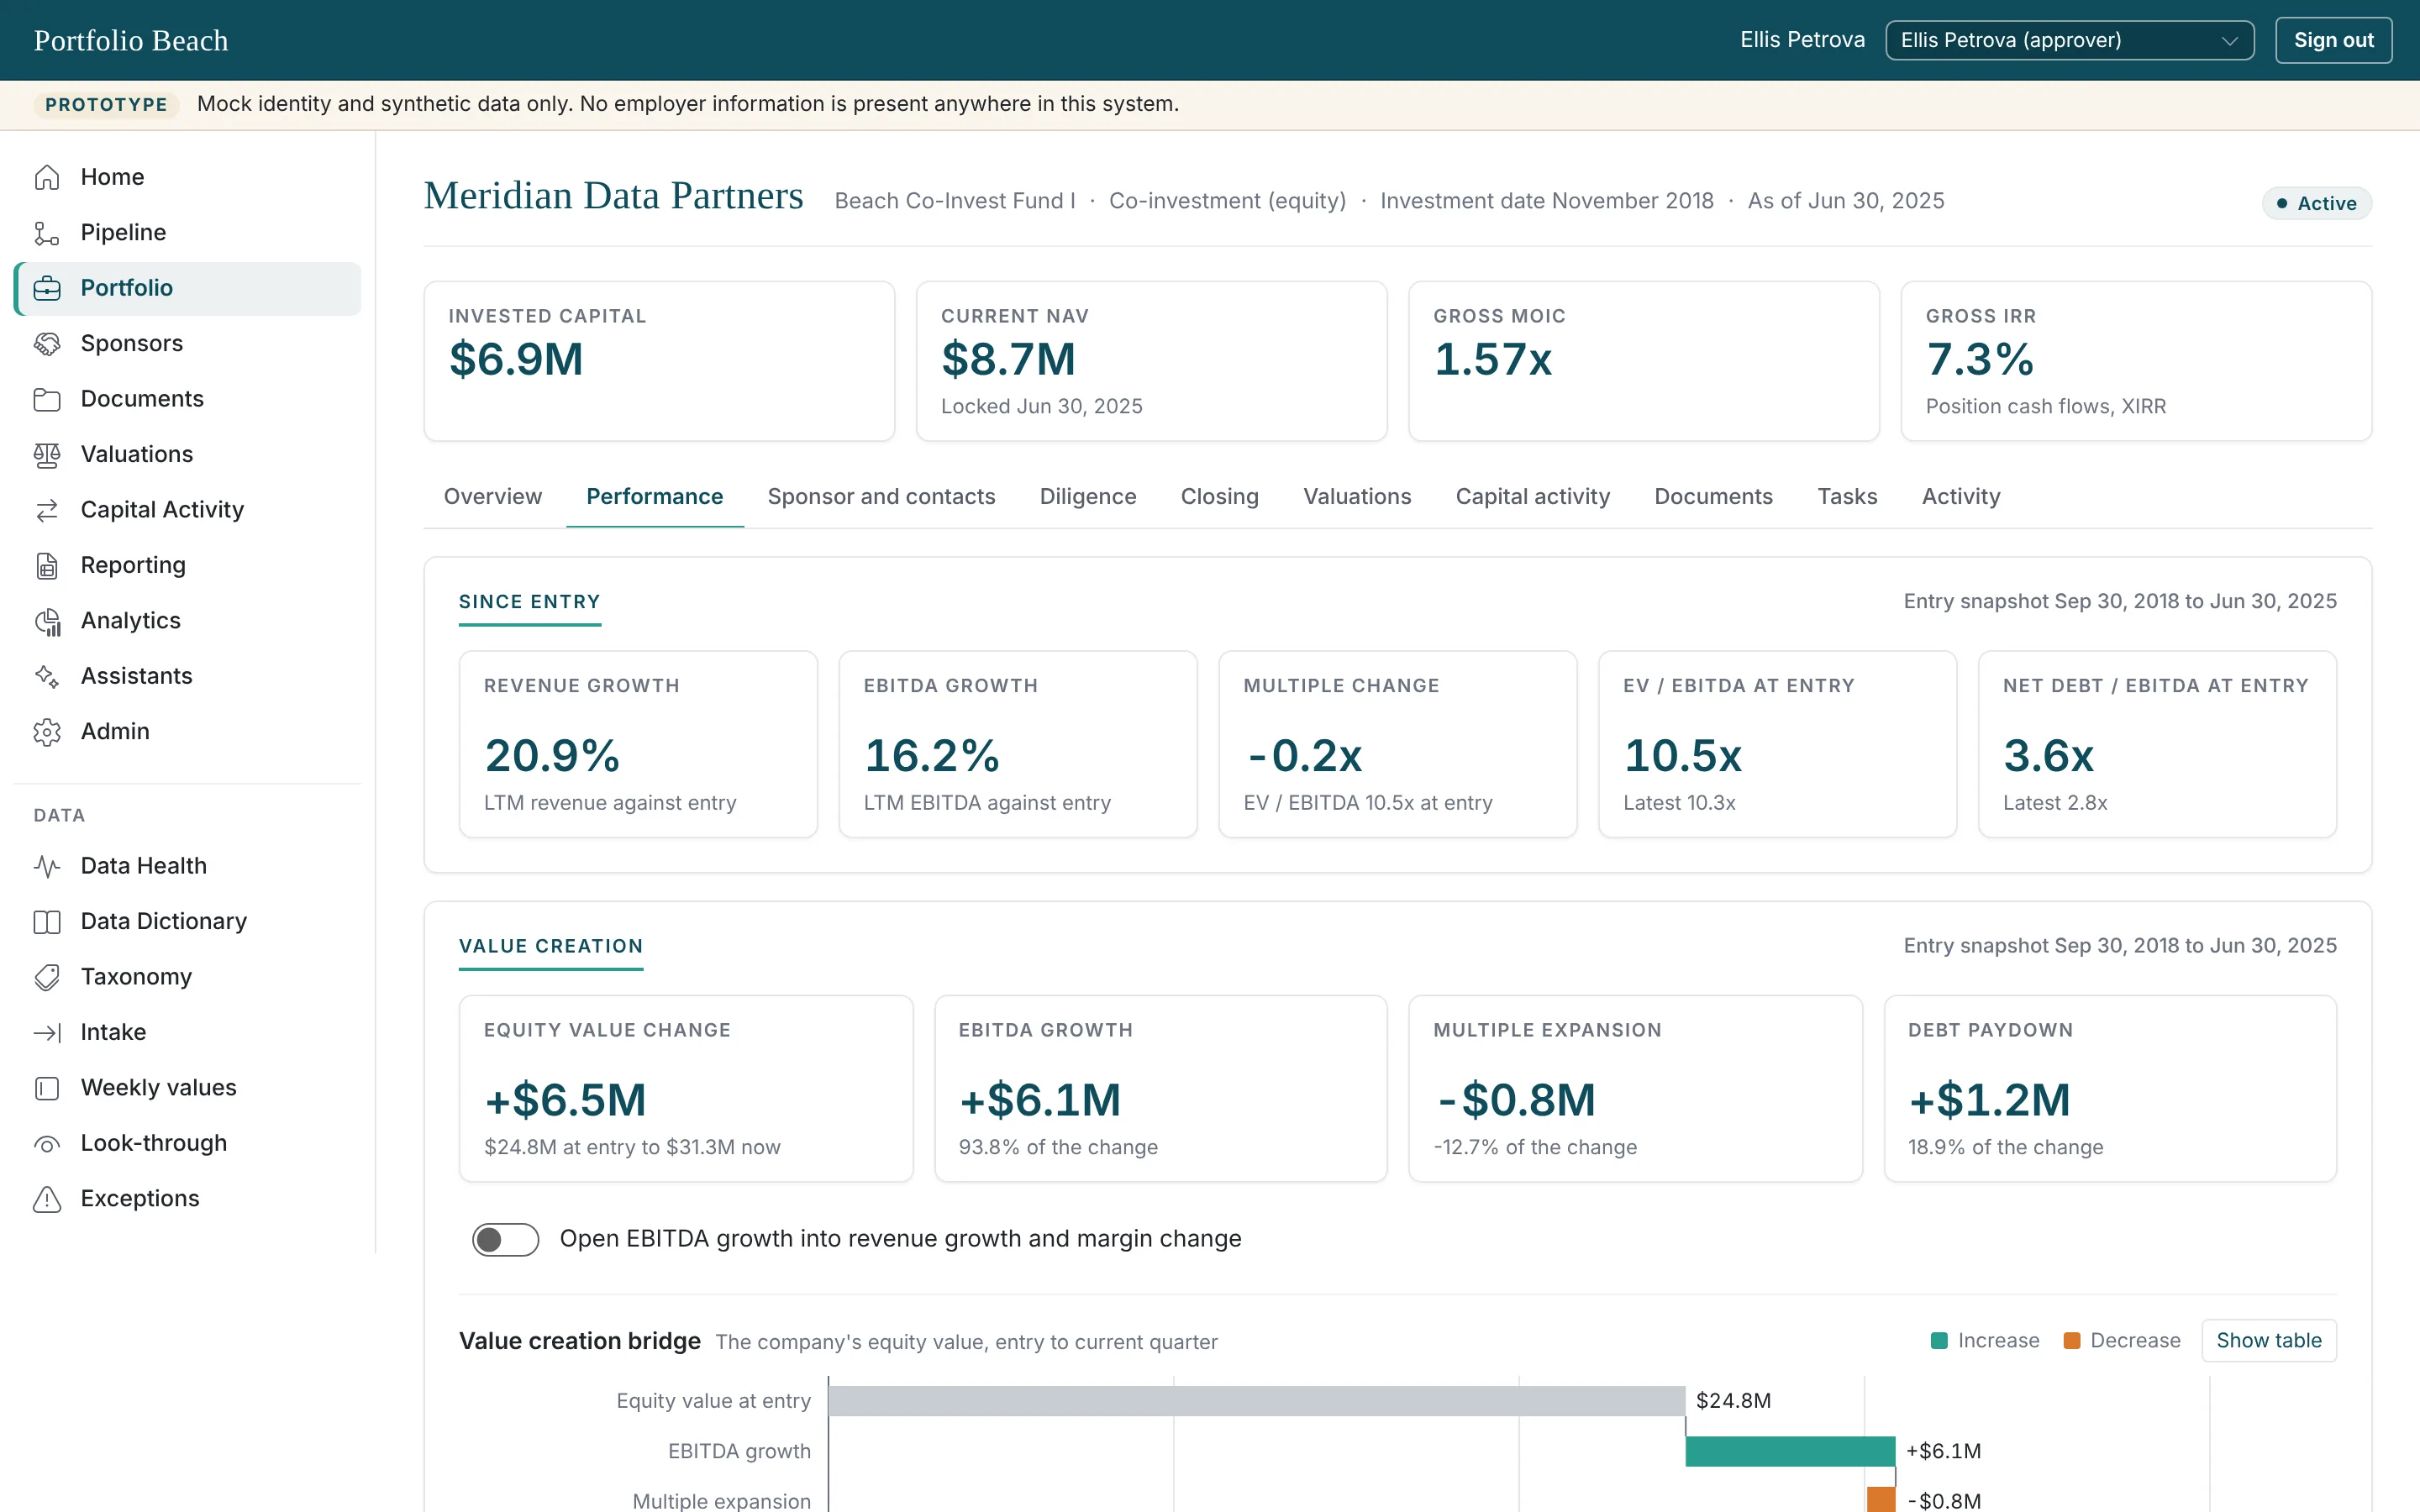 Portfolio Beach
Ellis Petrova
Ellis Petrova (approver)
Sign out
PROTOTYPE
Mock identity and synthetic data only. No employer information is present anywhere in this system.
Home
Pipeline
Portfolio
Sponsors
Documents
Valuations
Capital Activity
Reporting
Analytics
Assistants
Admin
DATA
Data Health
Data Dictionary
Taxonomy
Intake
Weekly values
Look-through
Exceptions
Meridian Data Partners
Beach Co-Invest Fund I · Co-investment (equity) · Investment date November 2018 · As of Jun 30, 2025
Active
INVESTED CAPITAL
$6.9M
CURRENT NAV
$8.7M
Locked Jun 30, 2025
GROSS MOIC
1.57x
GROSS IRR
7.3%
Position cash flows, XIRR
Overview
Performance
Sponsor and contacts
Diligence
Closing
Valuations
Capital activity
Documents
Tasks
Activity
SINCE ENTRY
Entry snapshot Sep 30, 2018 to Jun 30, 2025
REVENUE GROWTH
20.9%
LTM revenue against entry
EBITDA GROWTH
16.2%
LTM EBITDA against entry
MULTIPLE CHANGE
-0.2x
EV / EBITDA 10.5x at entry
EV / EBITDA AT ENTRY
10.5x
Latest 10.3x
NET DEBT / EBITDA AT ENTRY
3.6x
Latest 2.8x
VALUE CREATION
Entry snapshot Sep 30, 2018 to Jun 30, 2025
EQUITY VALUE CHANGE
+$6.5M
$24.8M at entry to $31.3M now
EBITDA GROWTH
+$6.1M
93.8% of the change
MULTIPLE EXPANSION
-$0.8M
-12.7% of the change
DEBT PAYDOWN
+$1.2M
18.9% of the change
Open EBITDA growth into revenue growth and margin change
Value creation bridge
The company's equity value, entry to current quarter
Increase
Decrease
Show table
Equity value at entry
$24.8M
EBITDA growth
+$6.1M
Multiple expansion
-$0.8M